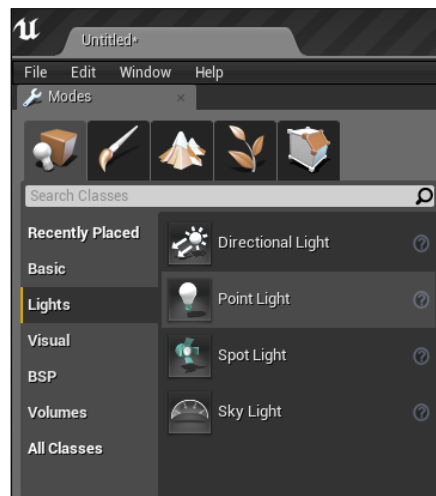 Untitled*
File Edit Window Help
Modes
Search Classes
Recently Placed
Basic
Lights
Visual
BSP
Volumes
All Classes
Directional Light
Point Light
Spot Light
Sky Light